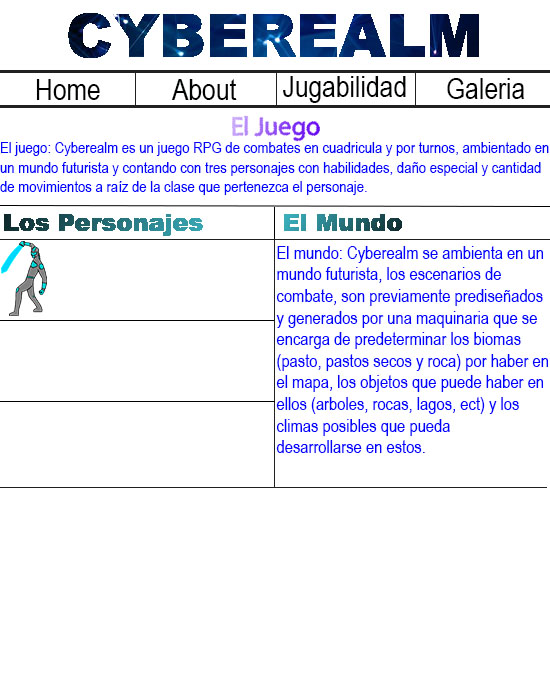 CYBEREALM
Home About Jugabilidad Galeria
El Juego
El juego: Cyberealm es un juego RPG de combates en cuadricula y por turnos, ambientado en
un mundo futurista y contando con tres personajes con habilidades, daño especial y cantidad
de movimientos a raíz de la clase que pertenezca el personaje.
Los Personajes
El Mundo
El mundo: Cyberealm se ambienta en un
mundo futurista, los escenarios de
combate, son previamente prediseñados
y generados por una maquinaria que se
encarga de predeterminar los biomas
(pasto, pastos secos y roca) por haber en
el mapa, los objetos que puede haber en
ellos (arboles, rocas, lagos, ect) y los
climas posibles que pueda
desarrollarse en estos.